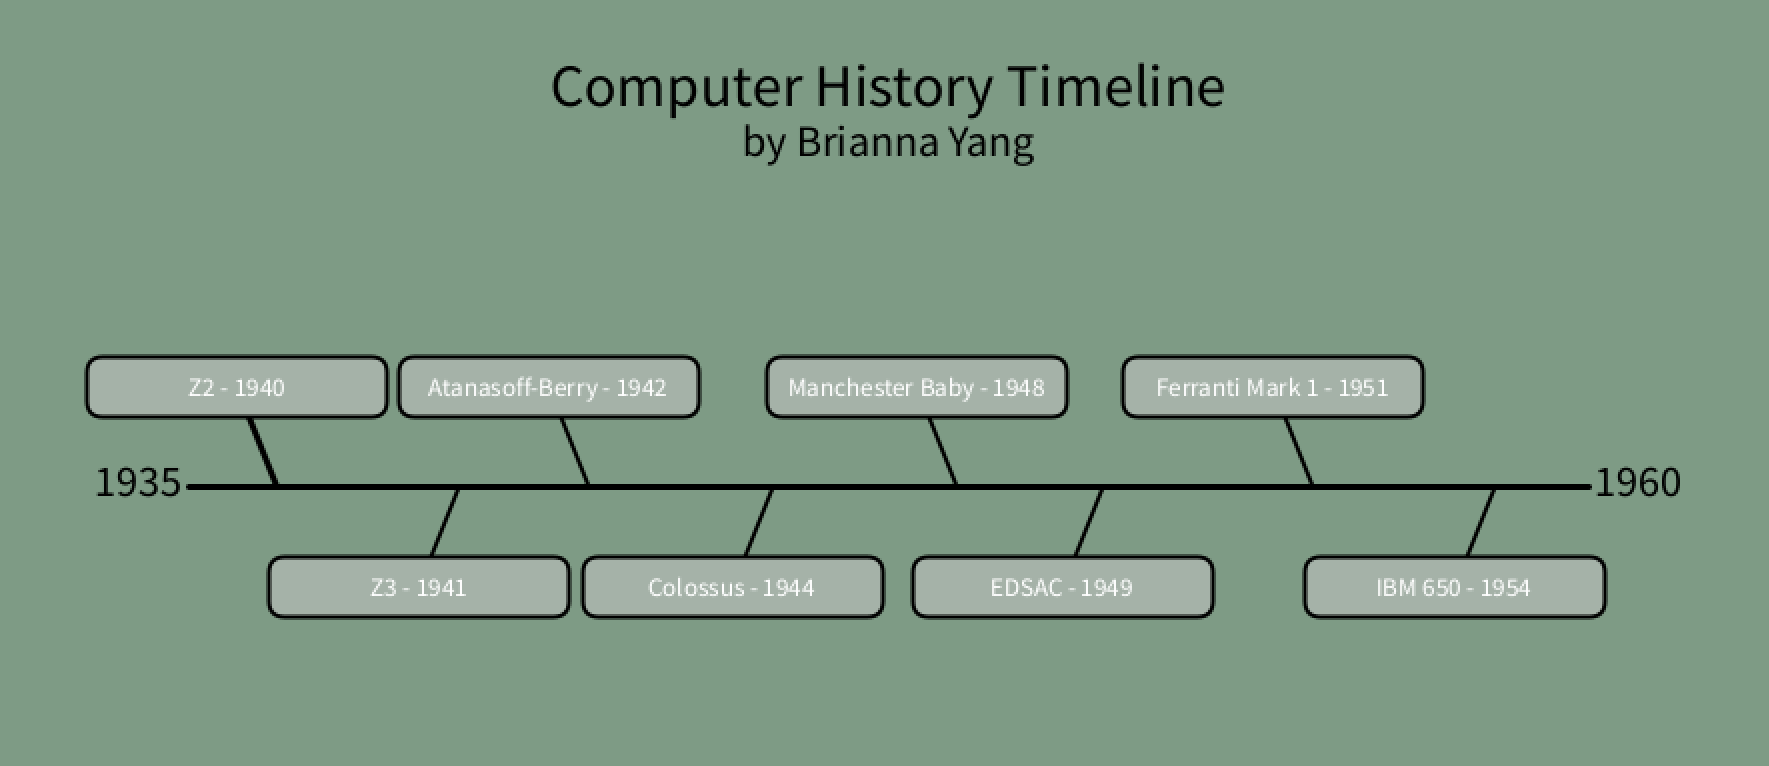 Computer History Timeline
by Brianna Yang
Z2 - 1940
Atanasoff-Berry - 1942
Manchester Baby - 1948
Ferranti Mark 1 - 1951
1935
1960
Z3 - 1941
Colossus - 1944
EDSAC - 1949
IBM 650 - 1954